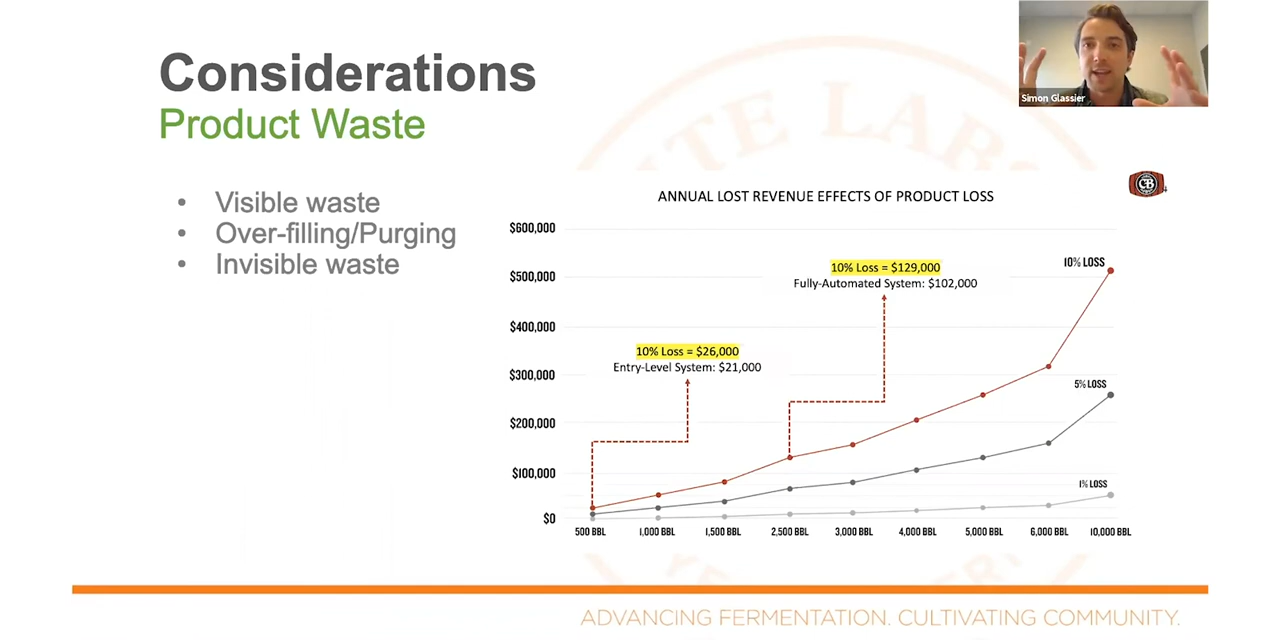 Considerations
Product Waste
• Visible waste
• Over-filling/Purging
• Invisible waste
Simon Glassier
ANNUAL LOST REVENUE EFFECTS OF PRODUCT LOSS
CB
$600,000
$500,000
$400,000
$300,000
$200,000
$100,000
$0
10% Loss = $26,000
Entry-Level System: $21,000
10% Loss = $129,000
Fully-Automated System: $102,000
10% LOSS
5% LOSS
1% LOSS
500 BBL 1,000 BBL 1,500 BBL 2,500 BBL 3,000 BBL 4,000 BBL 5,000 BBL 6,000 BBL 10,000 BBL
ADVANCING FERMENTATION. CULTIVATING COMMUNITY.